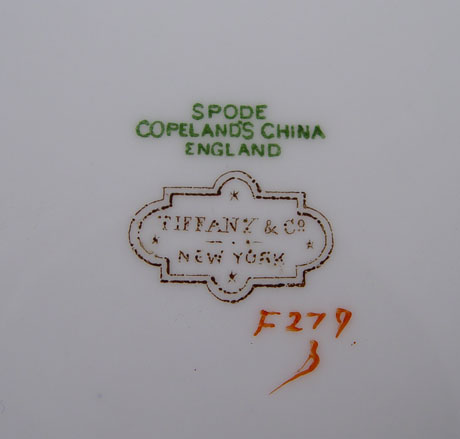 SPODE
COPELAND'S CHINA
ENGLAND
TIFFANY & Co
NEW YORK
F279